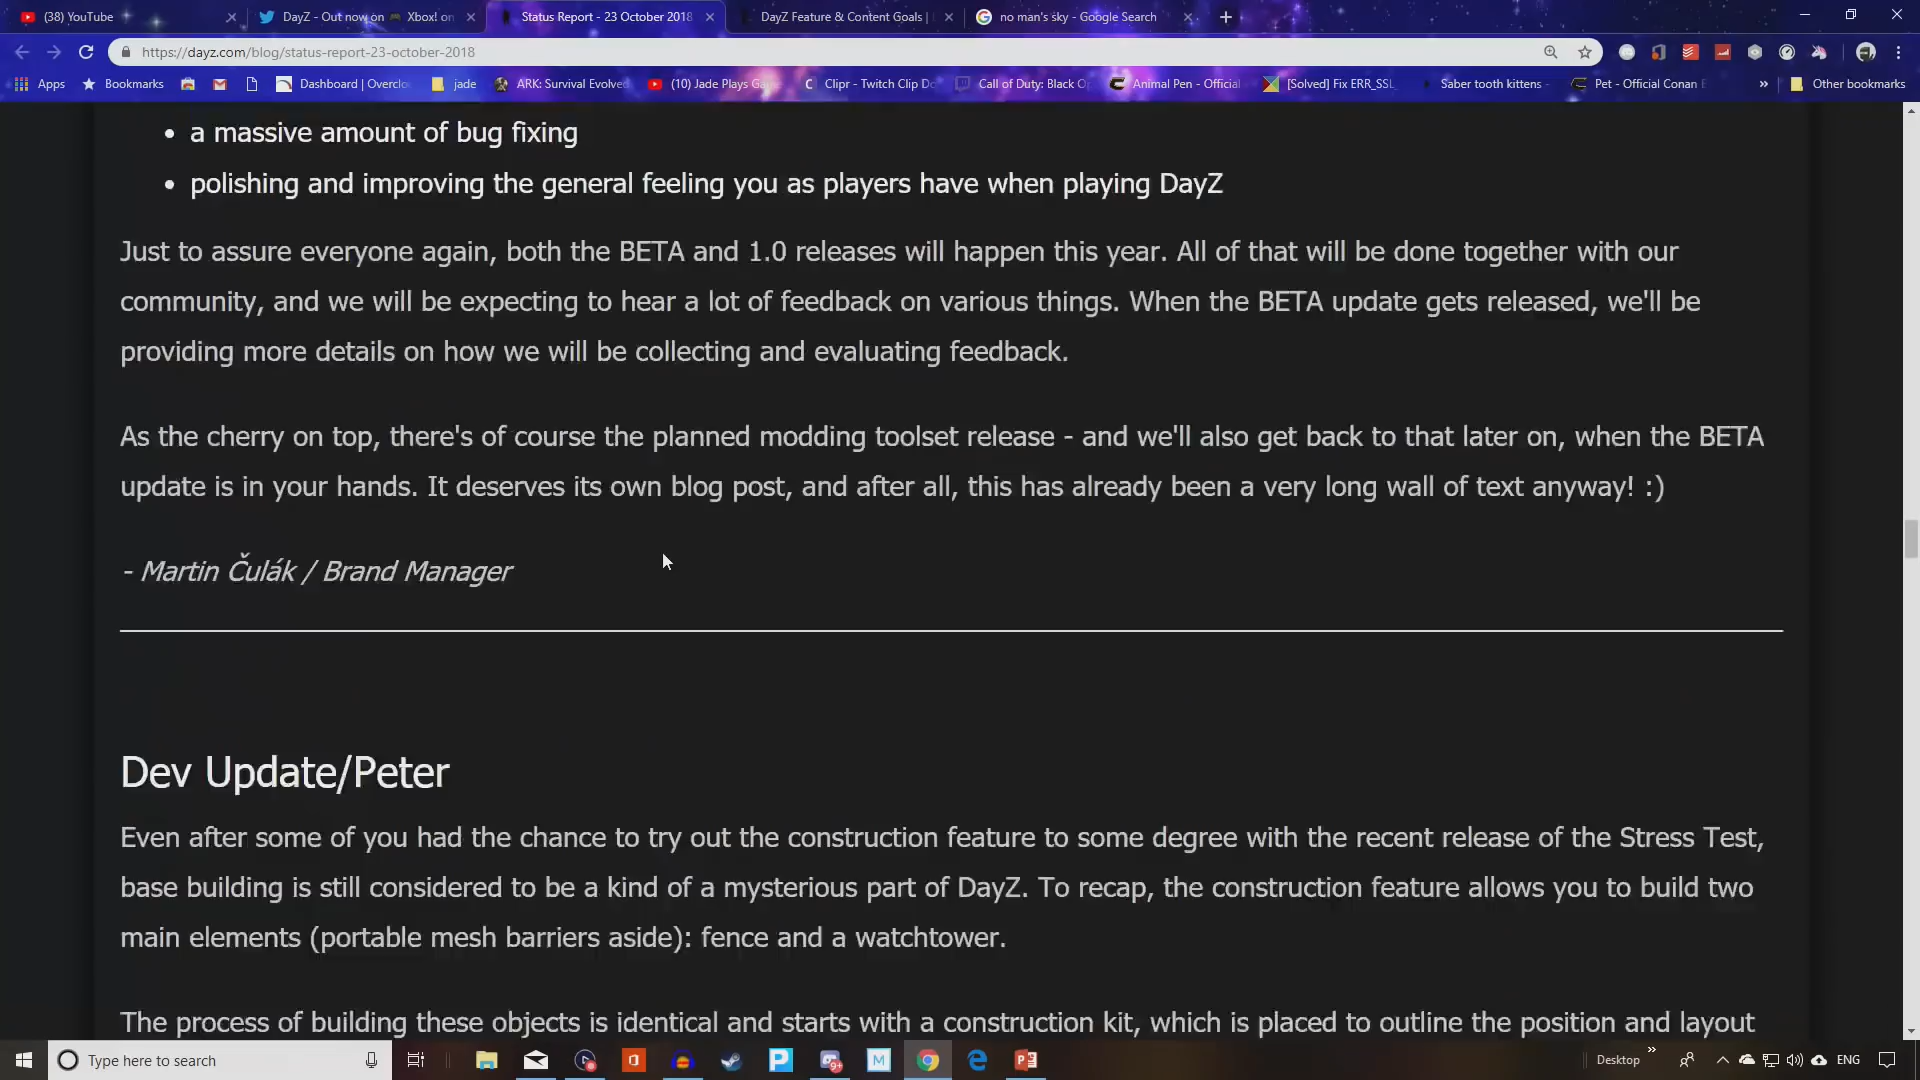 (38) YouTube
DayZ - Out now on Xbox! on
Status Report - 23 October 2018
DayZ Feature & Content Goals |
no man's sky - Google Search
https://dayz.com/blog/status-report-23-october-2018
Apps
Bookmarks
Dashboard | Overclo
jade
ARK: Survival Evolved
(10) Jade Plays Ga
Clipr - Twitch Clip Do
Call of Duty: Black Op
Animal Pen - Official
[Solved] Fix ERR_SSL_
Saber tooth kittens -
Pet - Official Conan E
»
Other bookmarks
• a massive amount of bug fixing
• polishing and improving the general feeling you as players have when playing DayZ
Just to assure everyone again, both the BETA and 1.0 releases will happen this year. All of that will be done together with our
community, and we will be expecting to hear a lot of feedback on various things. When the BETA update gets released, we'll be
providing more details on how we will be collecting and evaluating feedback.
As the cherry on top, there's of course the planned modding toolset release - and we'll also get back to that later on, when the BETA
update is in your hands. It deserves its own blog post, and after all, this has already been a very long wall of text anyway! :)
- Martin Čulák / Brand Manager
Dev Update/Peter
Even after some of you had the chance to try out the construction feature to some degree with the recent release of the Stress Test,
base building is still considered to be a kind of a mysterious part of DayZ. To recap, the construction feature allows you to build two
main elements (portable mesh barriers aside): fence and a watchtower.
The process of building these objects is identical and starts with a construction kit, which is placed to outline the position and layout
Type here to search
Desktop
»
ENG